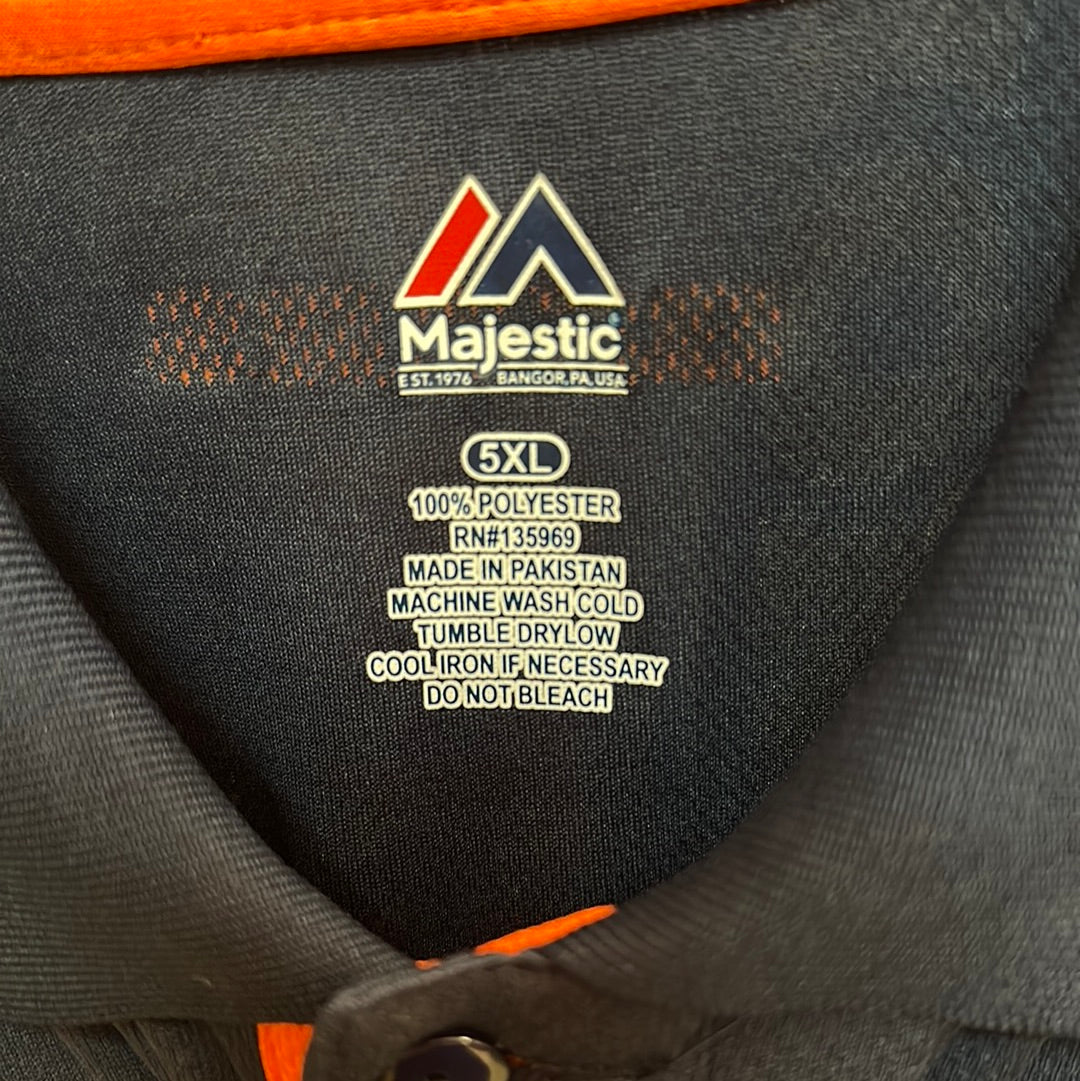 Majestic
EST. 1976 BANGOR, PA, USA
5XL
100% POLYESTER
RN#135969
MADE IN PAKISTAN
MACHINE WASH COLD
TUMBLE DRYLOW
COOL IRON IF NECESSARY
DO NOT BLEACH